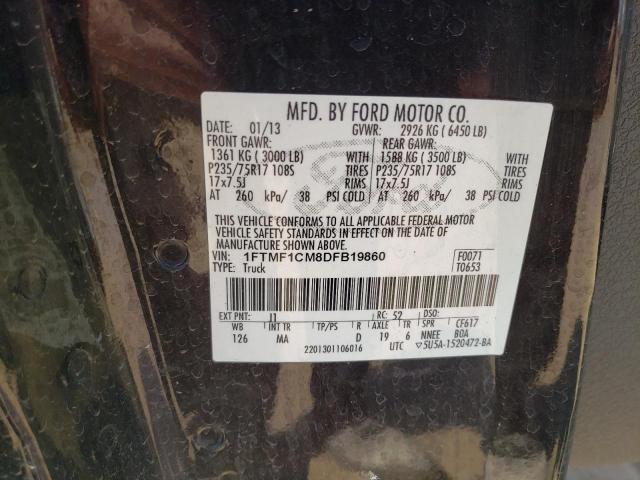 MFD. BY FORD MOTOR CO.
DATE: 01/13 GVWR: 2926 KG ( 6450 LB)
FRONT GAWR: REAR GAWR:
1361 KG ( 3000 LB) WITH 1588 KG ( 3500 LB) WITH
P235/75R17 108S TIRES P235/75R17 108S TIRES
17x7.5J RIMS 17x7.5J RIMS
AT 260 kPa/ 38 PSI COLD AT 260 kPa/ 38 PSI COLD
THIS VEHICLE CONFORMS TO ALL APPLICABLE FEDERAL MOTOR
VEHICLE SAFETY STANDARDS IN EFFECT ON THE DATE OF MANUFACTURE
SHOWN ABOVE.
VIN: 1FTMF1CM8DFB19860 F0071
TYPE: Truck T0653
EXT PNT: J1 RC: 52 DSO:
WB INT TR TP/PS R AXLE TR SPR CF617
126 MA D 19 6 NNEE BOA
2201301106016 UTC 5U5A-1520472-BA